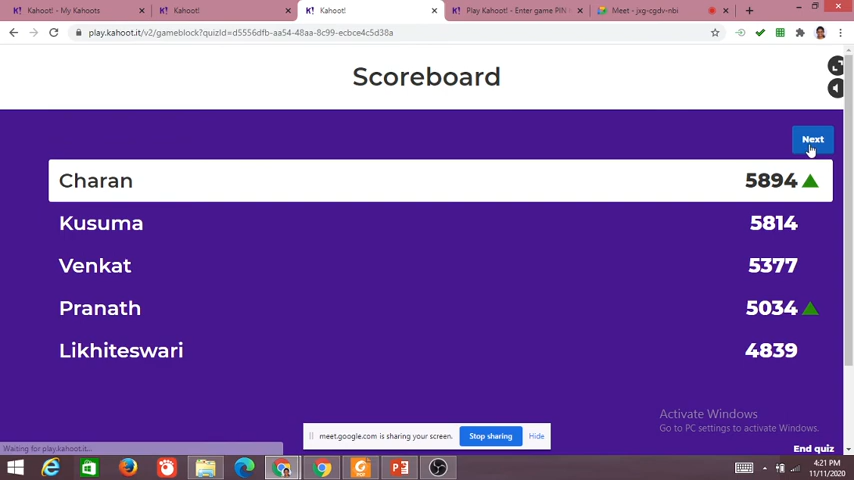 Kahoot! - My Kahoots
Kahoot!
Kahoot!
Play Kahoot! - Enter game PIN
Meet - jxg-cgdv-nbi
play.kahoot.it/v2/gameblock?quizId=d5556dfb-aa54-48aa-8c99-ecbce4c5d38a
Scoreboard
Next
Charan 5894
Kusuma 5814
Venkat 5377
Pranath 5034
Likhiteswari 4839
Activate Windows
Go to PC settings to activate Windows.
meet.google.com is sharing your screen. Stop sharing Hide
Waiting for play.kahoot.it...
End quiz
4:21 PM
11/11/2020